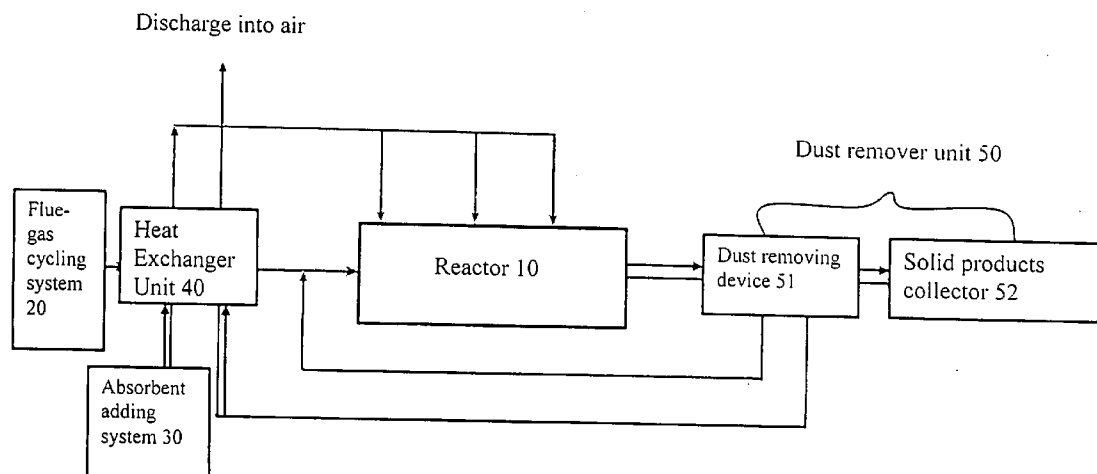 Discharge into air
Dust remover unit 50
Flue-
gas
cycling
system
20
Heat
Exchanger
Unit 40
Reactor 10
Dust removing
device 51
Solid products
collector 52
Absorbent
adding
system 30